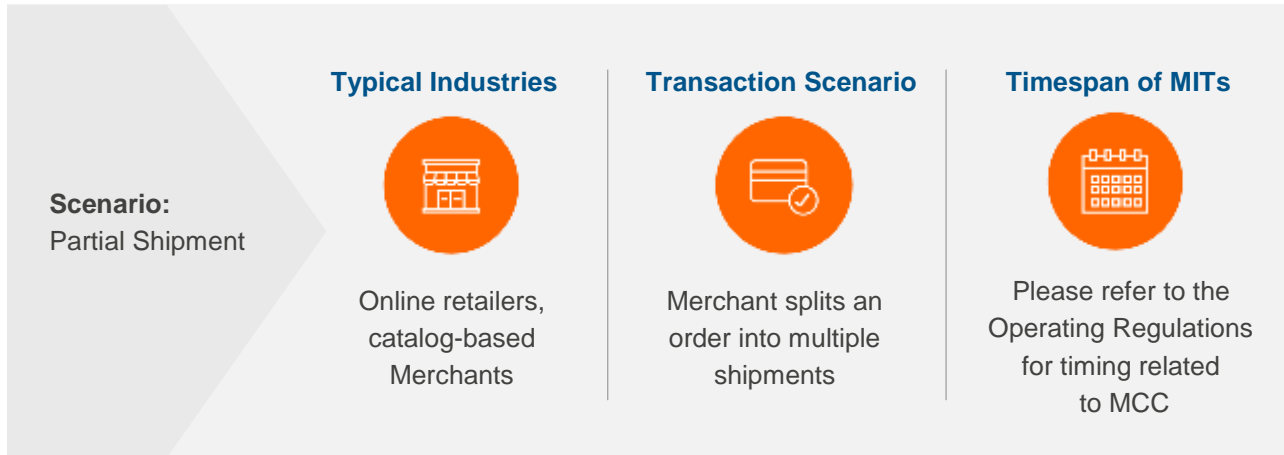 Scenario:
Partial Shipment
Typical Industries
Online retailers,
catalog-based
Merchants
Transaction Scenario
Merchant splits an
order into multiple
shipments
Timespan of MITs
Please refer to the
Operating Regulations
for timing related
to MCC